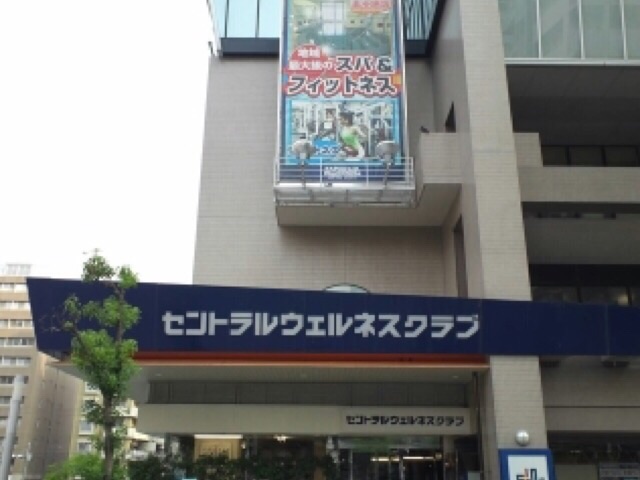 地域
最大級の
スパ&
フィットネス
セントラルウェルネスクラブ
セントラルウェルネスクラブ